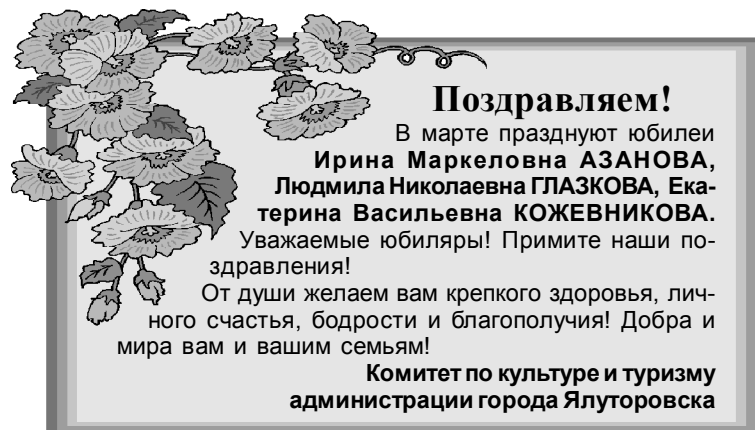 Поздравляем!
В марте празднуют юбилеи
Ирина Маркеловна АЗАНОВА,
Людмила Николаевна ГЛАЗКОВА, Ека-
терина Васильевна КОЖЕВНИКОВА.
Уважаемые юбиляры! Примите наши по-
здравления!
От души желаем вам крепкого здоровья, лич-
ного счастья, бодрости и благополучия! Добра и
мира вам и вашим семьям!
Комитет по культуре и туризму
администрации города Ялуторовска